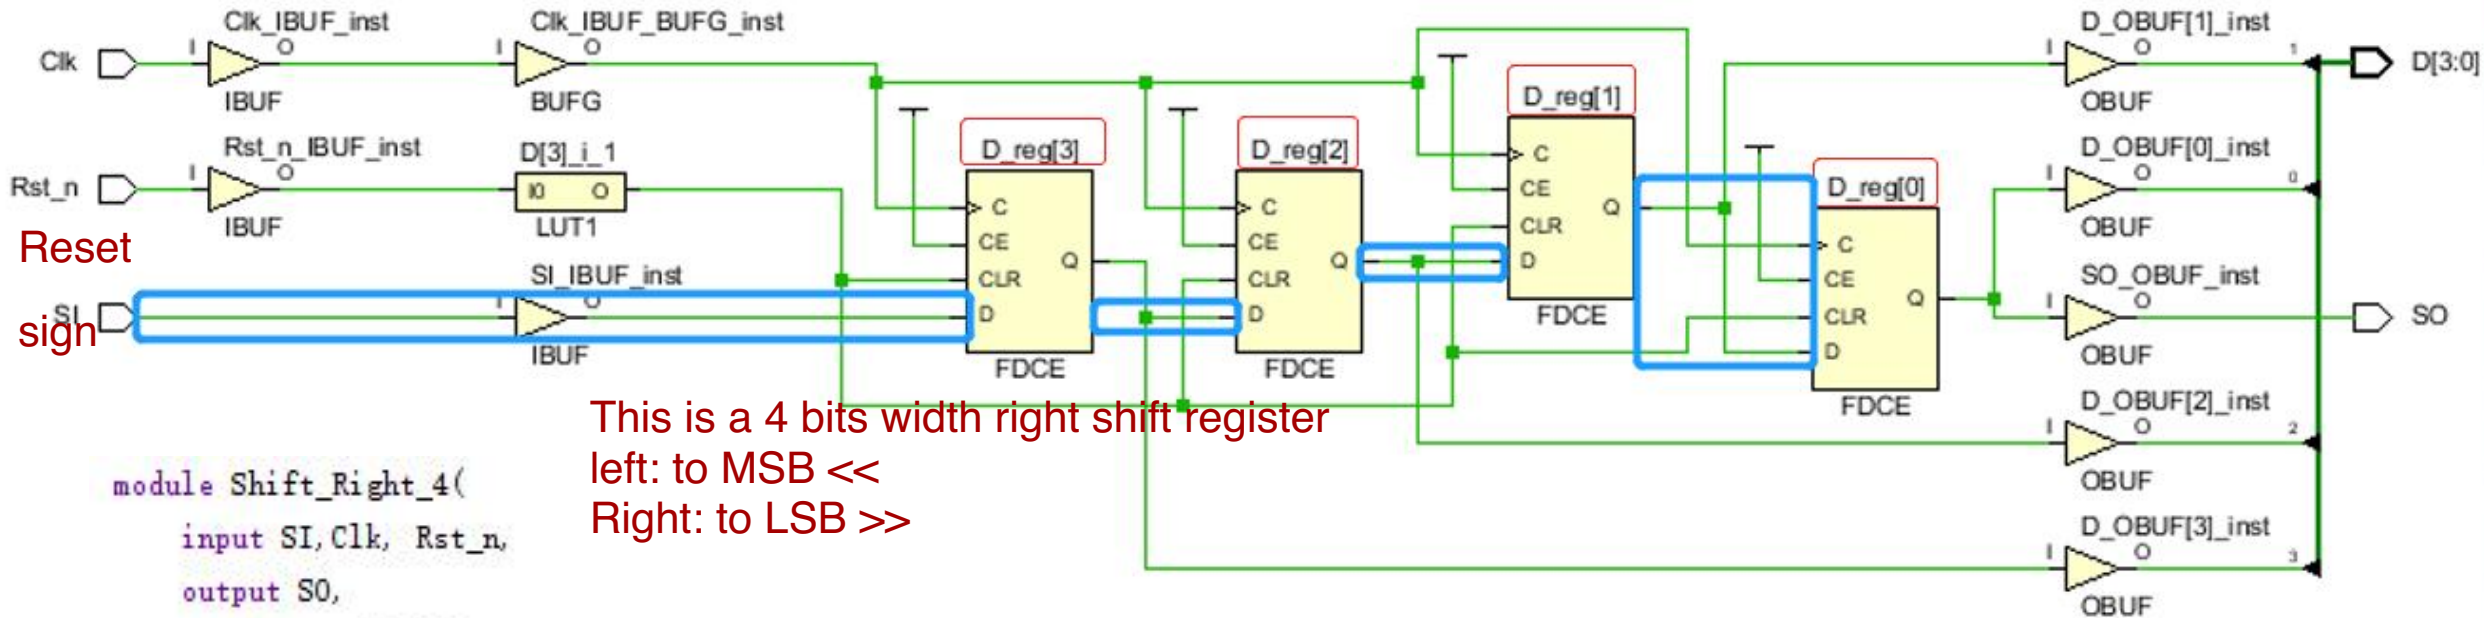 Clk
Clk_IBUF_inst
I
O
IBUF
Clk_IBUF_BUFG_inst
I
O
BUFG
Rst_n
Rst_n_IBUF_inst
I
O
IBUF
D[3]_i_1
I0
O
LUT1
Reset
sign
SI
SI_IBUF_inst
I
O
IBUF
D_reg[3]
C
CE
CLR
D
Q
FDCE
D_reg[2]
C
CE
CLR
D
Q
FDCE
D_reg[1]
C
CE
CLR
D
Q
FDCE
D_reg[0]
C
CE
CLR
D
Q
FDCE
D_OBUF[1]_inst
I
O
1
OBUF
D[3:0]
D_OBUF[0]_inst
I
O
0
OBUF
SO_OBUF_inst
I
O
OBUF
SO
D_OBUF[2]_inst
I
O
2
OBUF
D_OBUF[3]_inst
I
O
3
OBUF
This is a 4 bits width right shift register
left: to MSB <<
Right: to LSB >>
module Shift_Right_4(
input SI,Clk, Rst_n,
output SO,